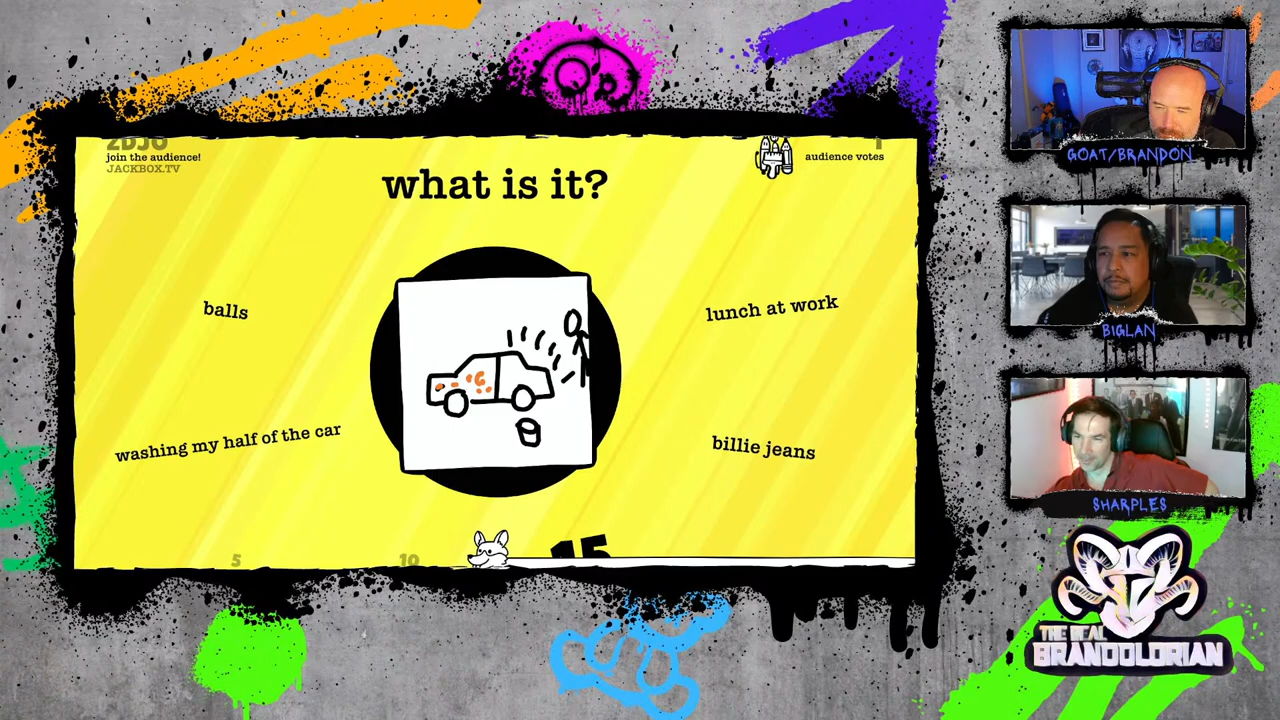 join the audience!
JACKBOX.TV
audience votes
what is it?
balls
lunch at work
washing my half of the car
billie jeans
5
10
15
GOAT/BRANDON
BIGLAN
SHARPLES
THE REAL
BRANDOLORIAN